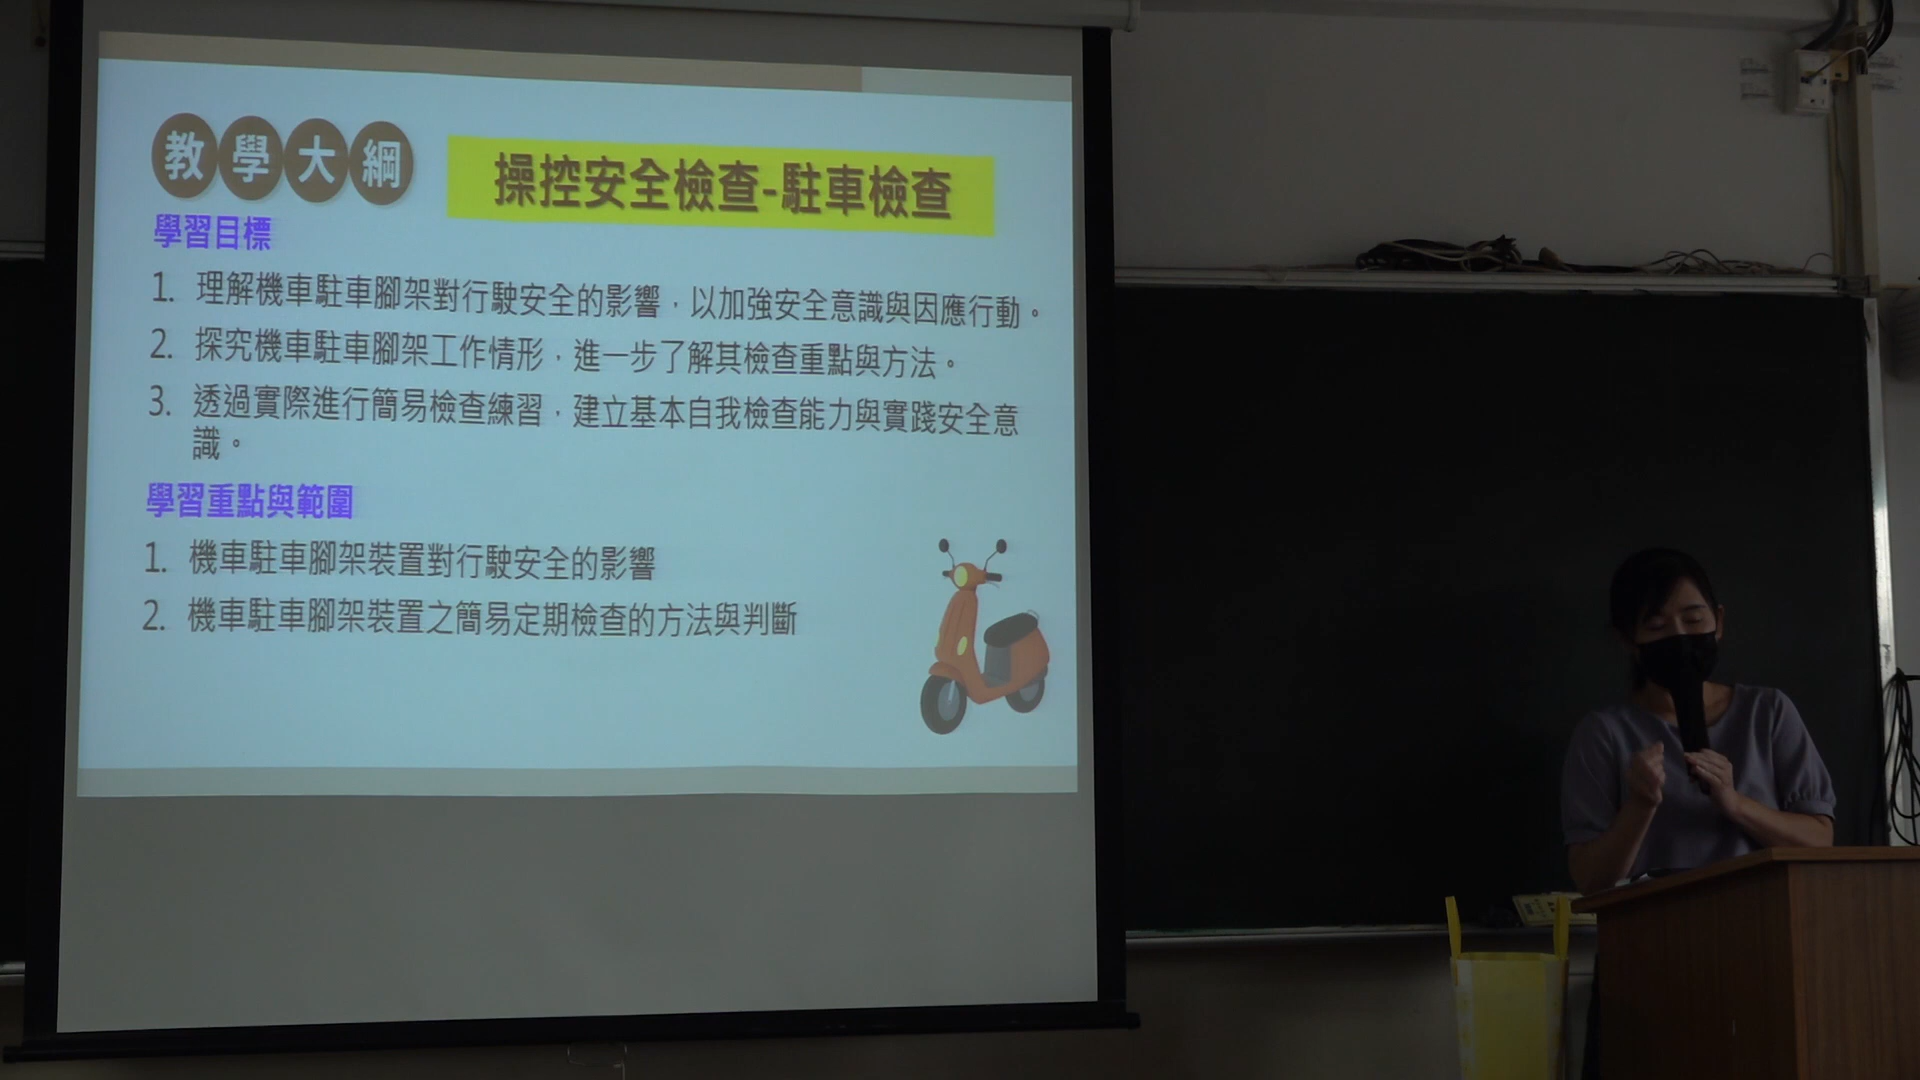 教學大綱
操控安全檢查-駐車檢查
學習目標
1. 理解機車駐車腳架對行駛安全的影響，以加強安全意識與因應行動。
2. 探究機車駐車腳架工作情形，進一步了解其檢查重點與方法。
3. 透過實際進行簡易檢查練習，建立基本自我檢查能力與實踐安全意
識。
學習重點與範圍
1. 機車駐車腳架裝置對行駛安全的影響
2. 機車駐車腳架裝置之簡易定期檢查的方法與判斷